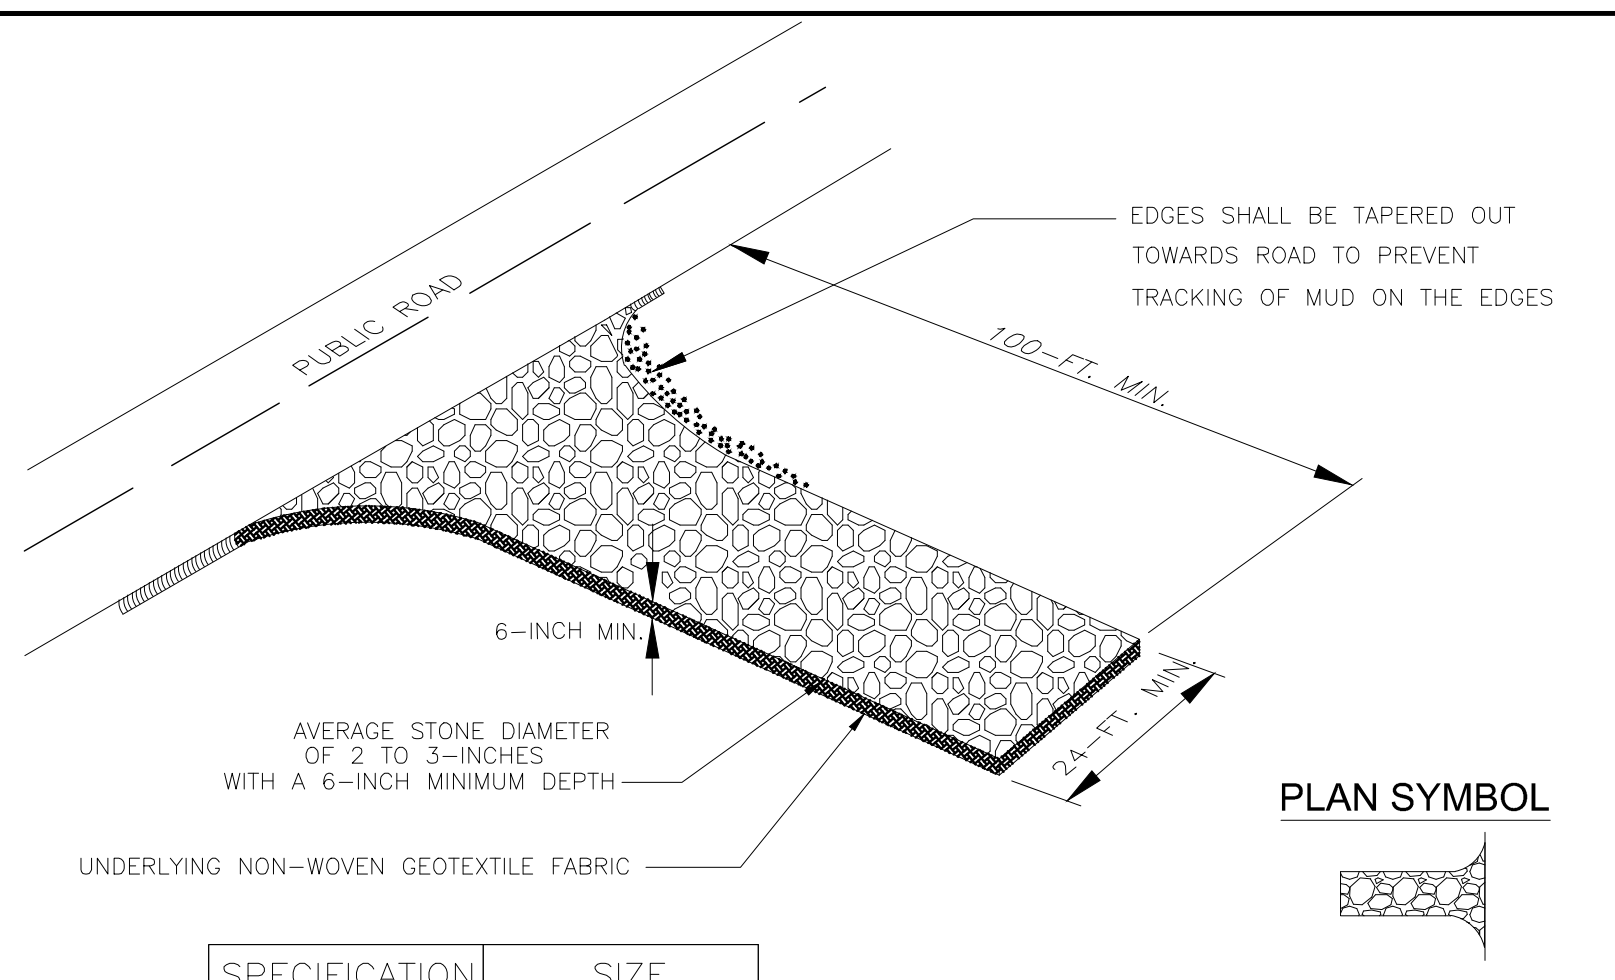 PUBLIC ROAD
EDGES SHALL BE TAPERED OUT
TOWARDS ROAD TO PREVENT
TRACKING OF MUD ON THE EDGES
100-FT. MIN.
6-INCH MIN.
24-FT. MIN.
AVERAGE STONE DIAMETER
OF 2 TO 3-INCHES
WITH A 6-INCH MINIMUM DEPTH
UNDERLYING NON-WOVEN GEOTEXTILE FABRIC
PLAN SYMBOL
SPECIFICATION SIZE